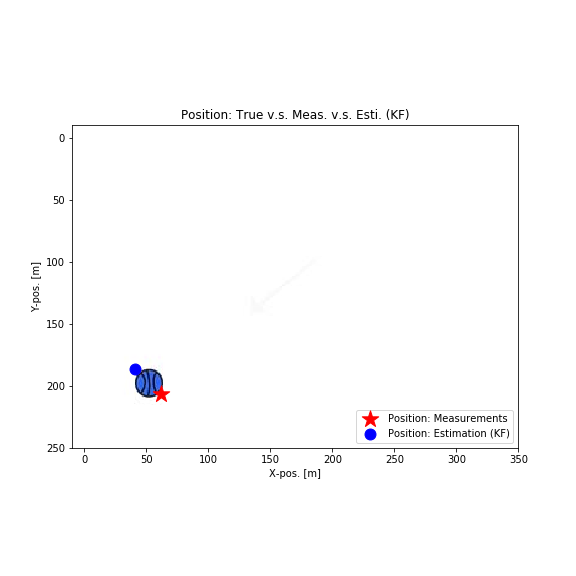 Position: True v.s. Meas. v.s. Esti. (KF)
0
50
100
150
200
250
Y-pos. [m]
0
50
100
150
200
250
300
350
X-pos. [m]
Position: Measurements
Position: Estimation (KF)